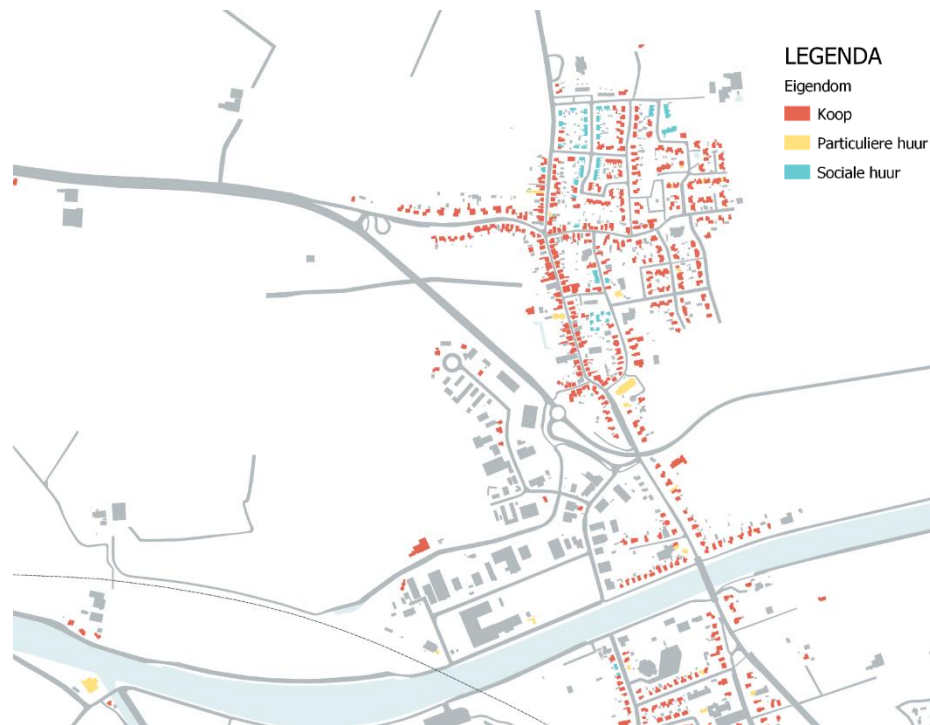 LEGENDA
Eigendom
Koop
Particuliere huur
Sociale huur